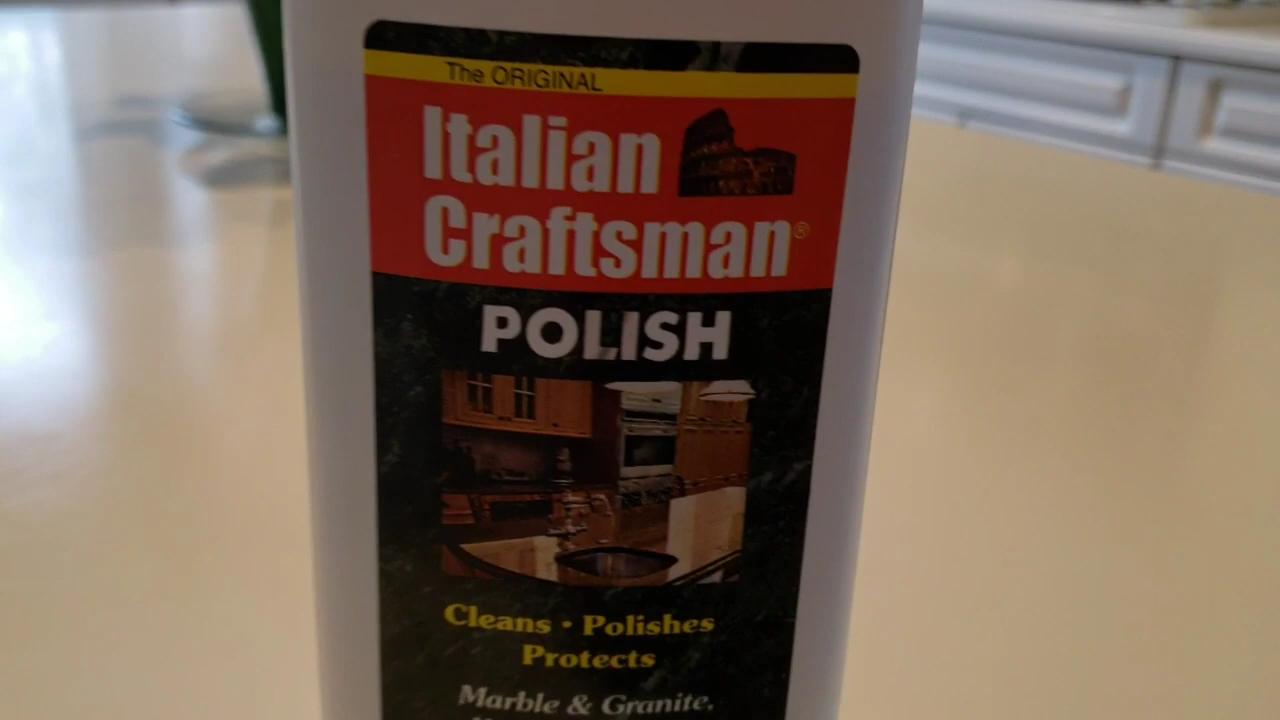 The ORIGINAL
Italian
Craftsman®
POLISH
Cleans • Polishes
Protects
Marble & Granite,